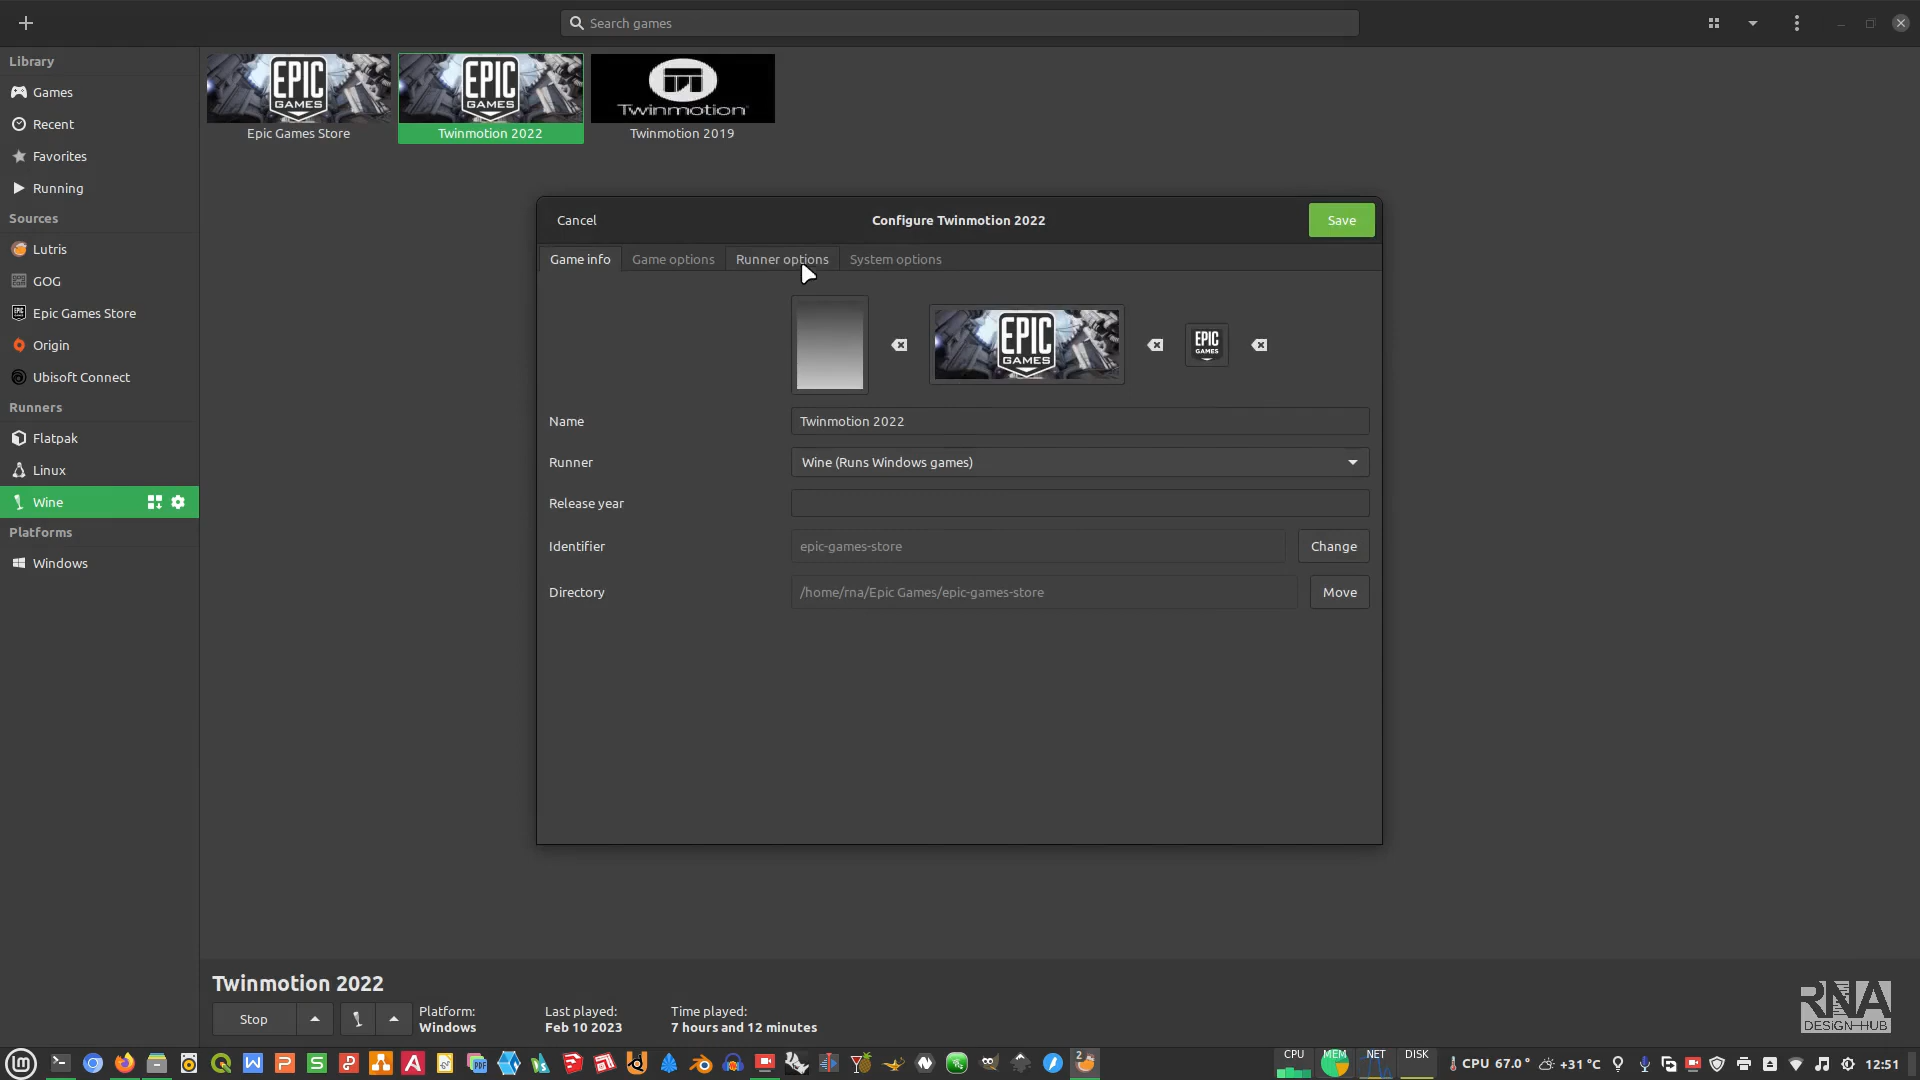 Search games
Library
Games
Recent
Favorites
Running
Sources
Lutris
GOG
Epic Games Store
Origin
Ubisoft Connect
Runners
Flatpak
Linux
Wine
Platforms
Windows
EPIC
GAMES
Epic Games Store
EPIC
GAMES
Twinmotion 2022
Twinmotion
Twinmotion 2019
Cancel
Configure Twinmotion 2022
Save
Game info
Game options
Runner options
System options
EPIC
GAMES
EPIC
GAMES
Name
Twinmotion 2022
Runner
Wine (Runs Windows games)
Release year
Identifier
epic-games-store
Change
Directory
/home/rna/Epic Games/epic-games-store
Move
Twinmotion 2022
Stop
Platform:
Windows
Last played:
Feb 10 2023
Time played:
7 hours and 12 minutes
RNA
DESIGN-HUB
CPU
MEM
NET
DISK
CPU 67.0°
+31 °C
12:51